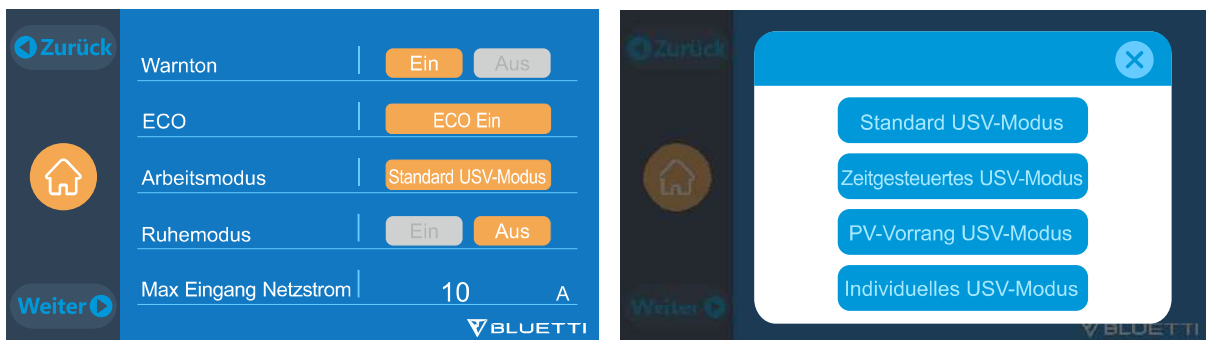 Zurück
Warnton Ein Aus
ECO ECO Ein
Arbeitsmodus Standard USV-Modus
Ruhemodus Ein Aus
Max Eingang Netzstrom 10 A
Weiter
BLUETTI
Zurück
Standard USV-Modus
Zeitgesteuertes USV-Modus
PV-Vorrang USV-Modus
Individuelles USV-Modus
Weiter
BLUETTI